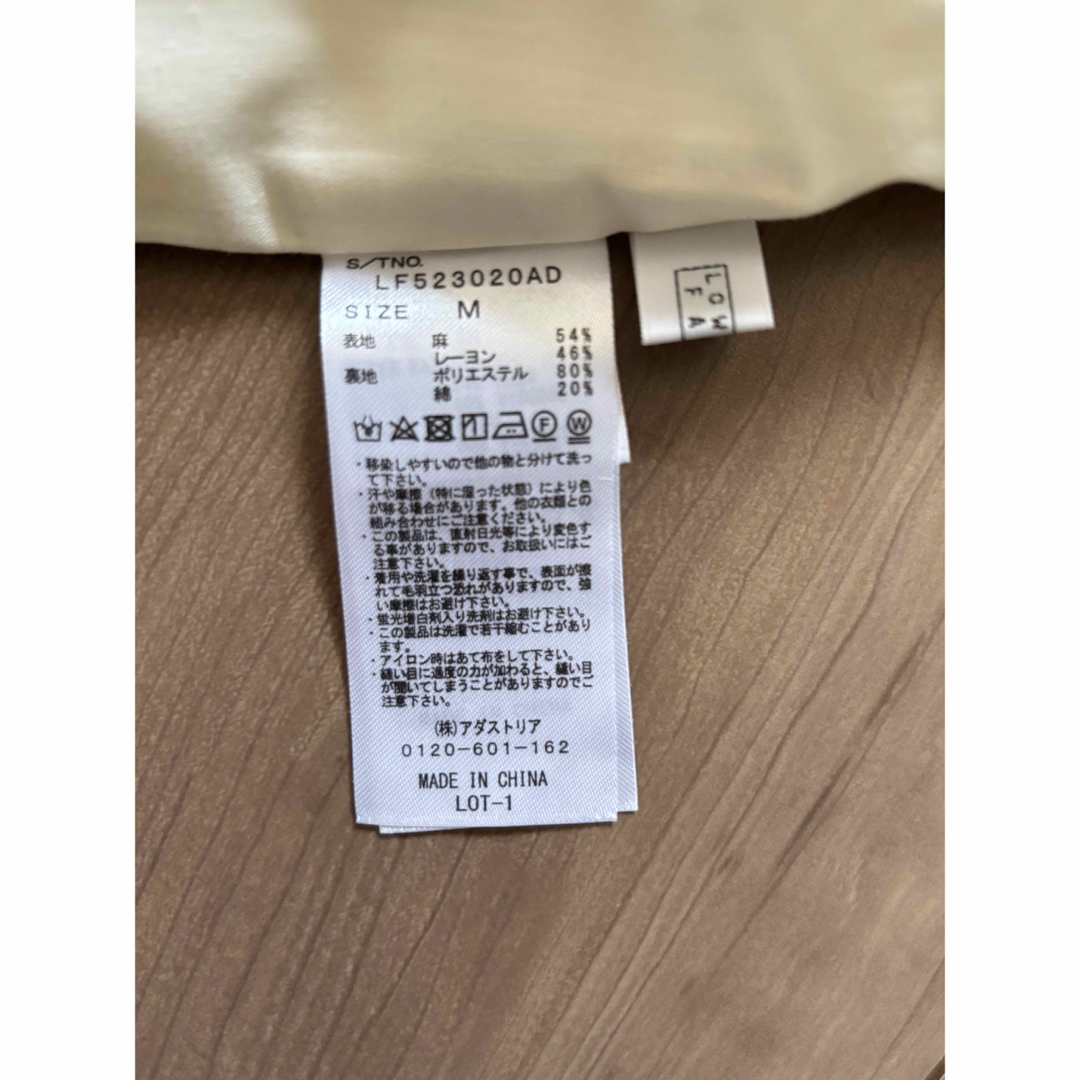 S/TNO.
LF523020AD
SIZE M
表地 麻 54%
レーヨン 46%
裏地 ポリエステル 80%
綿 20%
F W
・移染しやすいので他の物と分けて洗っ
て下さい。
・汗や摩擦（特に湿った状態）により色
が移る場合があります。他の衣類との
組み合わせにご注意ください。
・この製品は、直射日光等により変色す
る事がありますので、お取扱いにはご
注意下さい。
・着用や洗濯を繰り返す事で、表面が擦
れて毛羽立つ恐れがありますので、強
い摩擦はお避け下さい。
・蛍光増白剤入り洗剤はお避け下さい。
・この製品は洗濯で若干縮むことがあり
ます。
・アイロン時はあて布をして下さい。
・縫い目に過度の力が加わると、縫い目
が開いてしまうことがありますのでご
注意下さい。
(株)アダストリア
0120-601-162
MADE IN CHINA
LOT-1
LOW
FA